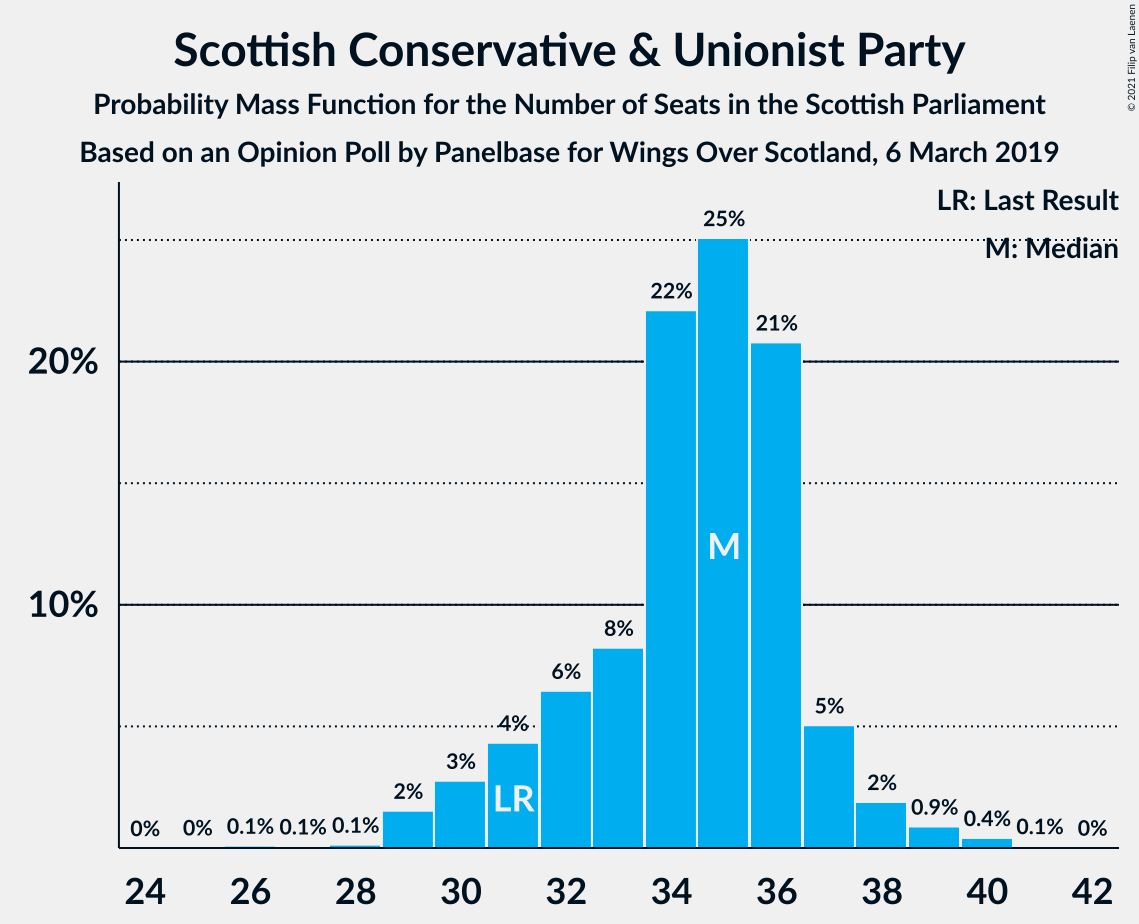 Scottish Conservative & Unionist Party
Probability Mass Function for the Number of Seats in the Scottish Parliament
Based on an Opinion Poll by Panelbase for Wings Over Scotland, 6 March 2019
© 2021 Filip van Laenen
LR: Last Result
M: Median
20%
10%
0% 0% 0.1% 0.1% 0.1% 2% 3% 4% 6% 8% 22% 25% 21% 5% 2% 0.9% 0.4% 0.1% 0%
M
LR
24 26 28 30 32 34 36 38 40 42